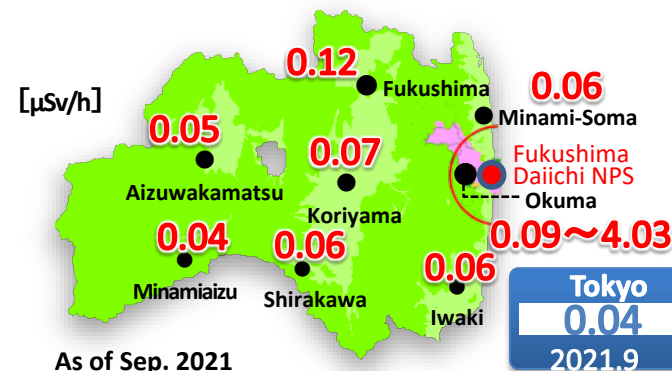 0.12
Fukushima
[μSv/h]
0.06
Minami-Soma
0.05
Aizuwakamatsu
0.07
Koriyama
Fukushima
Daiichi NPS
Okuma
0.09～4.03
0.04
Minamiaizu
0.06
Shirakawa
0.06
Iwaki
Tokyo
0.04
2021.9
As of Sep. 2021